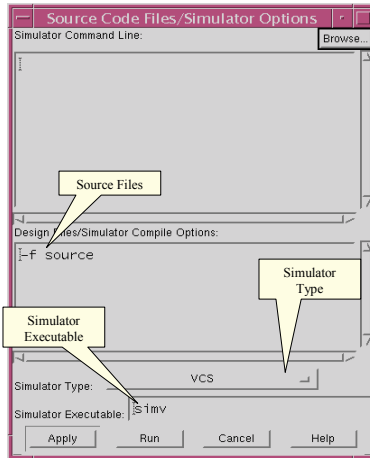 Source Code Files/Simulator Options
Simulator Command Line:
Browse...
Source Files
Design Files/Simulator Compile Options:
-f source
Simulator
Type
Simulator
Executable
Simulator Type:
VCS
Simulator Executable:
simv
Apply
Run
Cancel
Help